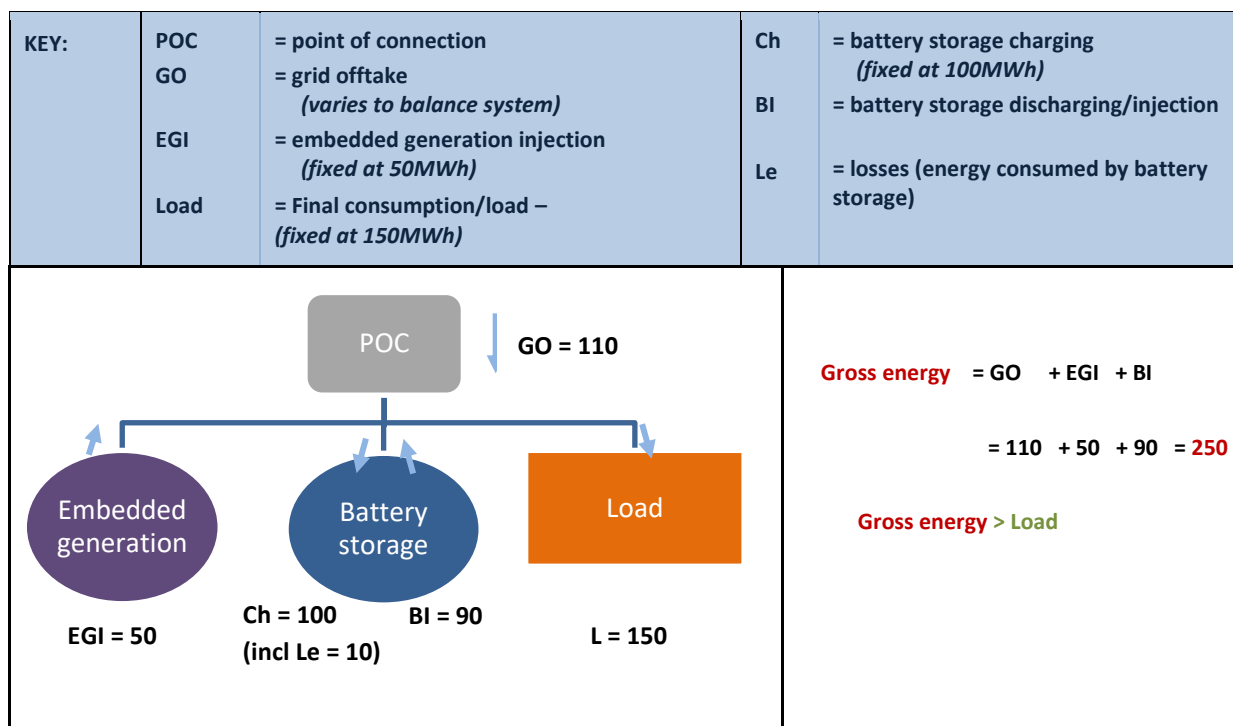 KEY:
POC = point of connection
GO = grid offtake
(varies to balance system)
EGI = embedded generation injection
(fixed at 50MWh)
Load = Final consumption/load –
(fixed at 150MWh)
Ch = battery storage charging
(fixed at 100MWh)
BI = battery storage discharging/injection
Le = losses (energy consumed by battery
storage)
POC
GO = 110
Embedded
generation
Battery
storage
Load
EGI = 50
Ch = 100
(incl Le = 10)
BI = 90
L = 150
Gross energy = GO + EGI + BI
= 110 + 50 + 90 = 250
Gross energy > Load